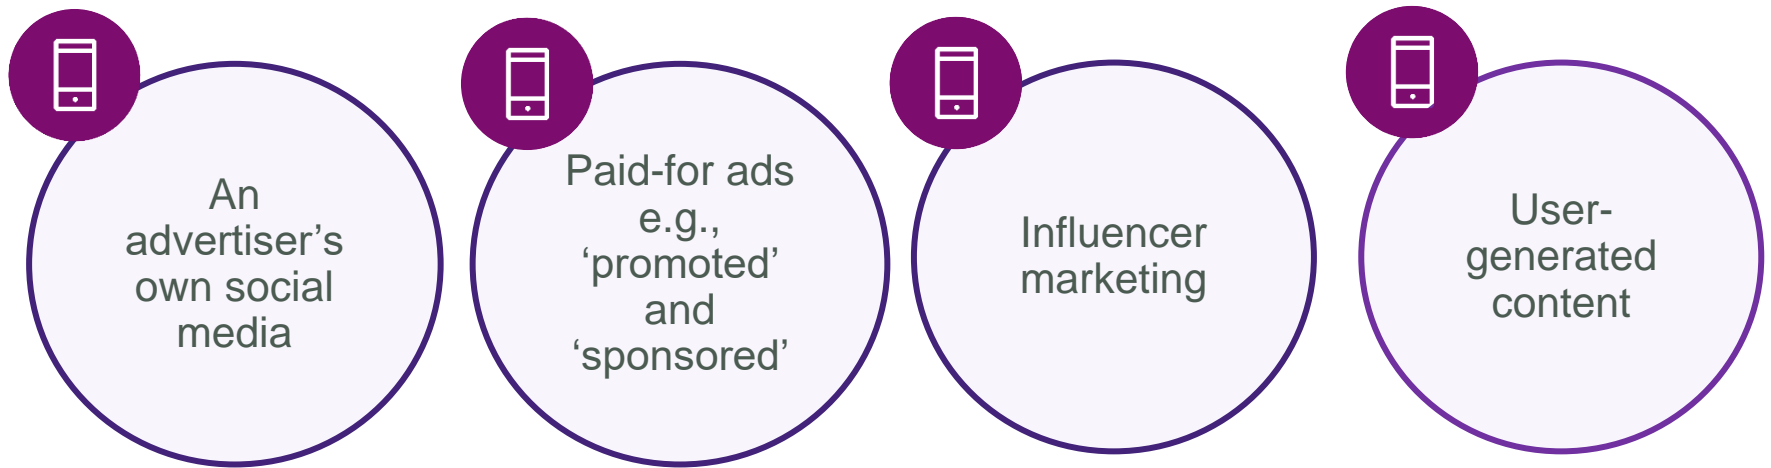 An
advertiser’s
own social
media
Paid-for ads
e.g.,
‘promoted’
and
‘sponsored’
Influencer
marketing
User-
generated
content